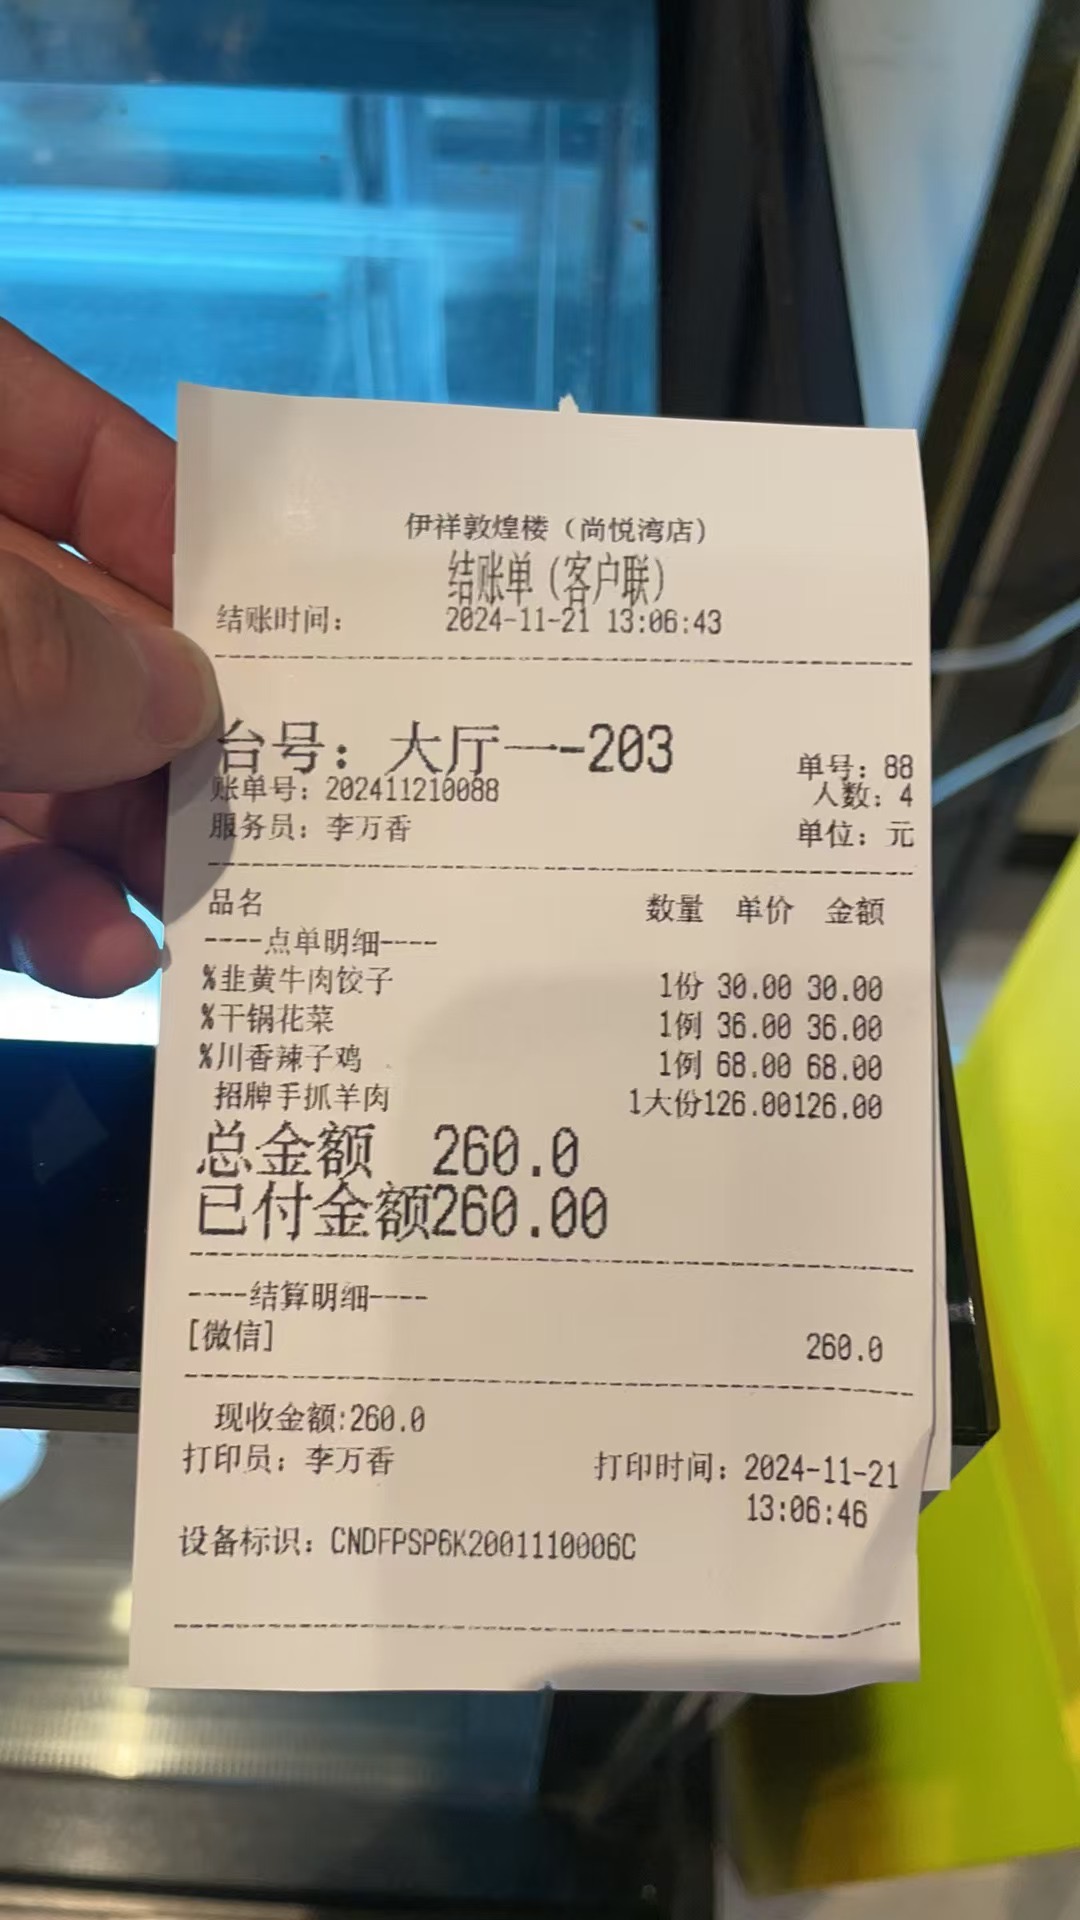 伊祥敦煌楼（尚悦湾店）
结账单（客户联）
结账时间： 2024-11-21 13:06:43
台号：大厅一-203
单号：88
账单号：202411210088
人数：4
服务员：李万香
单位：元
品名 数量 单价 金额
----点单明细----
%韭黄牛肉饺子 1份 30.00 30.00
%干锅花菜 1例 36.00 36.00
%川香辣子鸡 1例 68.00 68.00
招牌手抓羊肉 1大份126.00126.00
总金额 260.0
已付金额260.00
----结算明细----
[微信] 260.0
现收金额:260.0
打印员：李万香 打印时间：2024-11-21
13:06:46
设备标识：CNDFPSP6K2001110006C